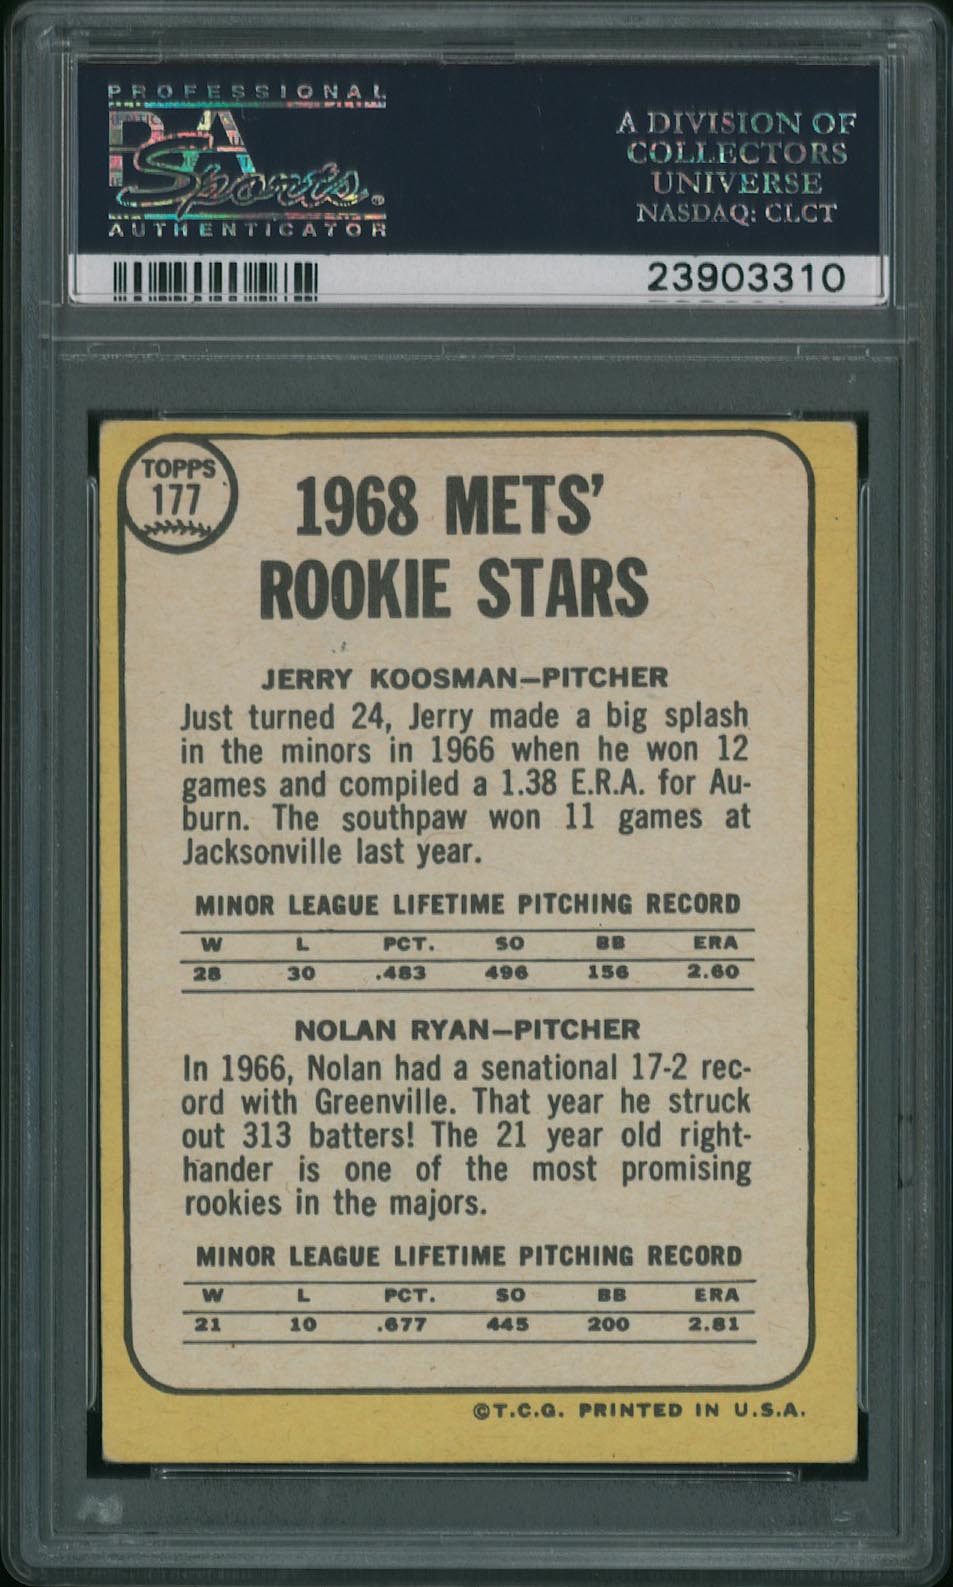 PROFESSIONAL
PSA
Sports®
AUTHENTICATOR
A DIVISION OF
COLLECTORS
UNIVERSE
NASDAQ: CLCT
23903310
TOPPS
177
1968 METS'
ROOKIE STARS
JERRY KOOSMAN—PITCHER
Just turned 24, Jerry made a big splash
in the minors in 1966 when he won 12
games and compiled a 1.38 E.R.A. for Au-
burn. The southpaw won 11 games at
Jacksonville last year.
MINOR LEAGUE LIFETIME PITCHING RECORD
W L PCT. SO BB ERA
28 30 .483 496 156 2.60
NOLAN RYAN—PITCHER
In 1966, Nolan had a senational 17-2 rec-
ord with Greenville. That year he struck
out 313 batters! The 21 year old right-
hander is one of the most promising
rookies in the majors.
MINOR LEAGUE LIFETIME PITCHING RECORD
W L PCT. SO BB ERA
21 10 .677 445 200 2.81
©T.C.G. PRINTED IN U.S.A.